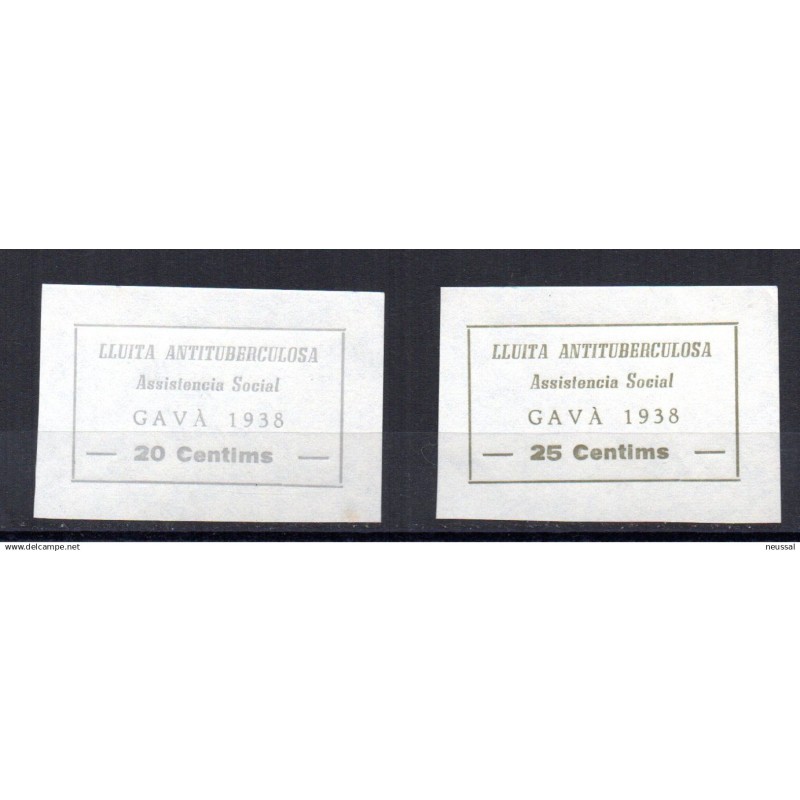 LLUITA ANTITUBERCULOSA
Assistencia Social
GAVÀ 1938
— 20 Centims —
LLUITA ANTITUBERCULOSA
Assistencia Social
GAVÀ 1938
— 25 Centims —
www.delcampe.net
neussal